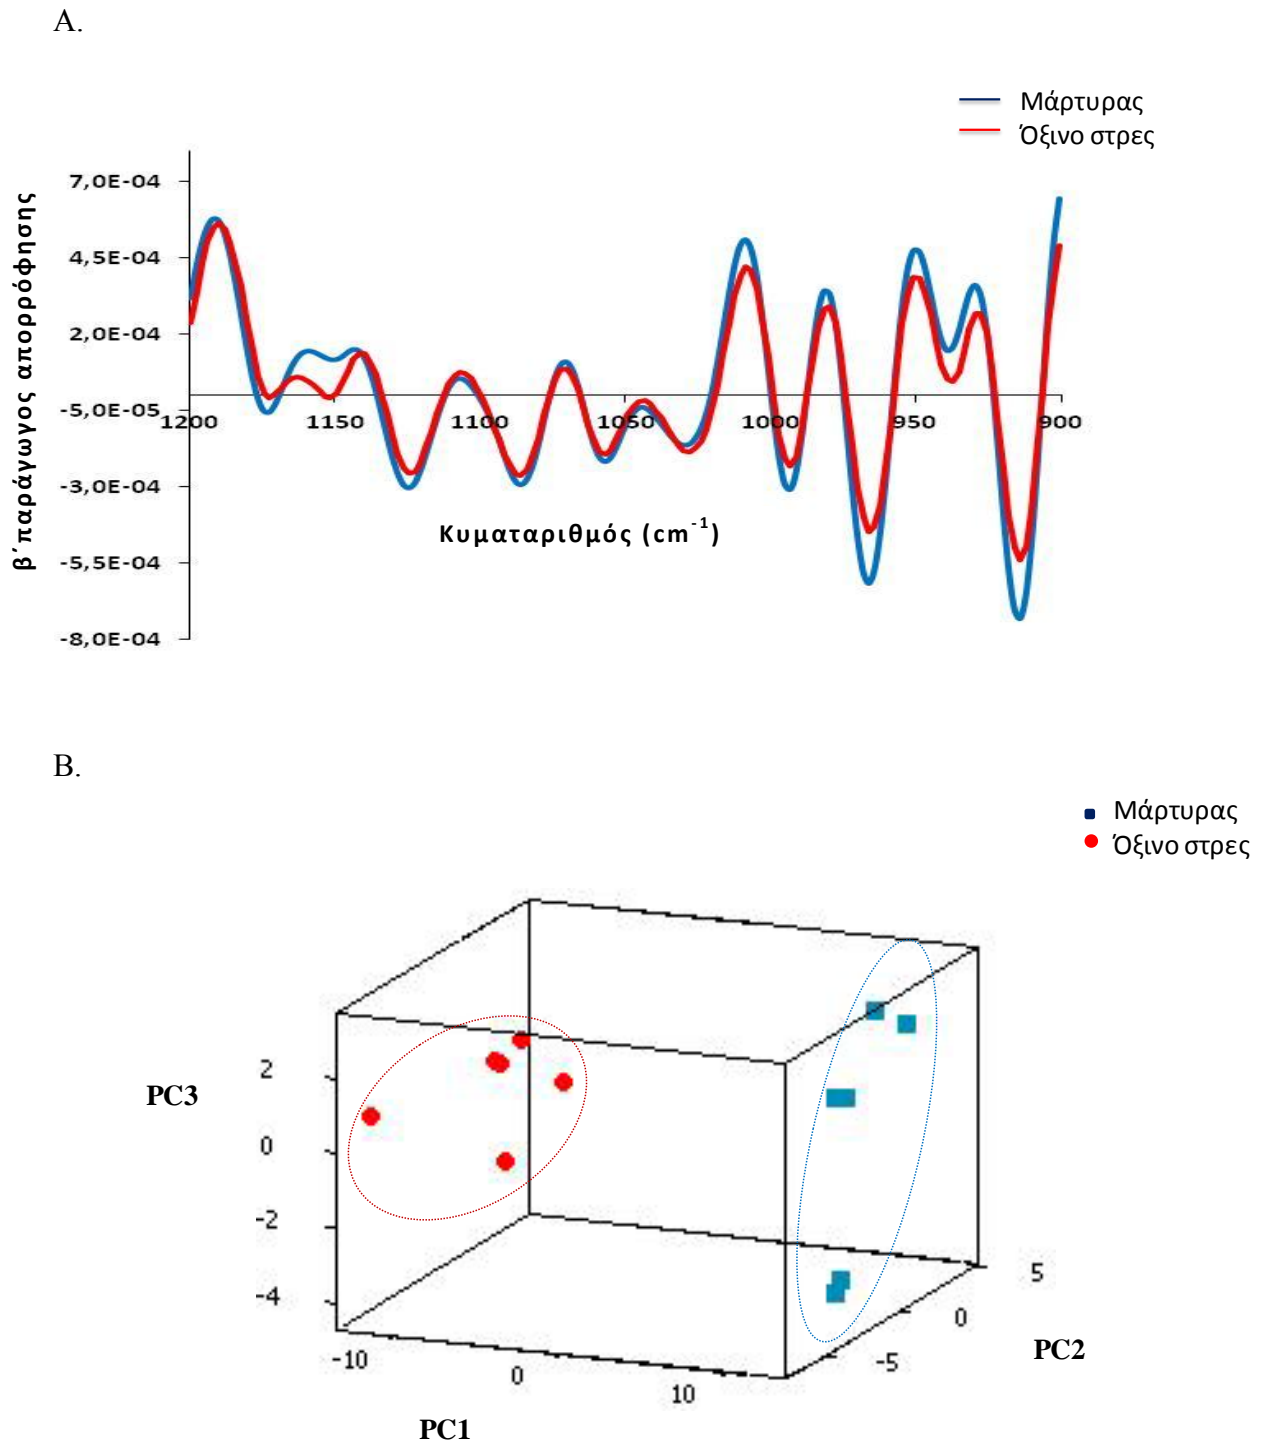 A.
Μάρτυρας
Όξινο στρες
β΄παράγωγος απορρόφησης
7,0E-04
4,5E-04
2,0E-04
-5,0E-05
-3,0E-04
-5,5E-04
-8,0E-04
1200 1150 1100 1050 1000 950 900
Κυματαριθμός (cm-1)
B.
Μάρτυρας
Όξινο στρες
PC3
2
0
-2
-4
-10 0 10
PC1
-5 0 5
PC2